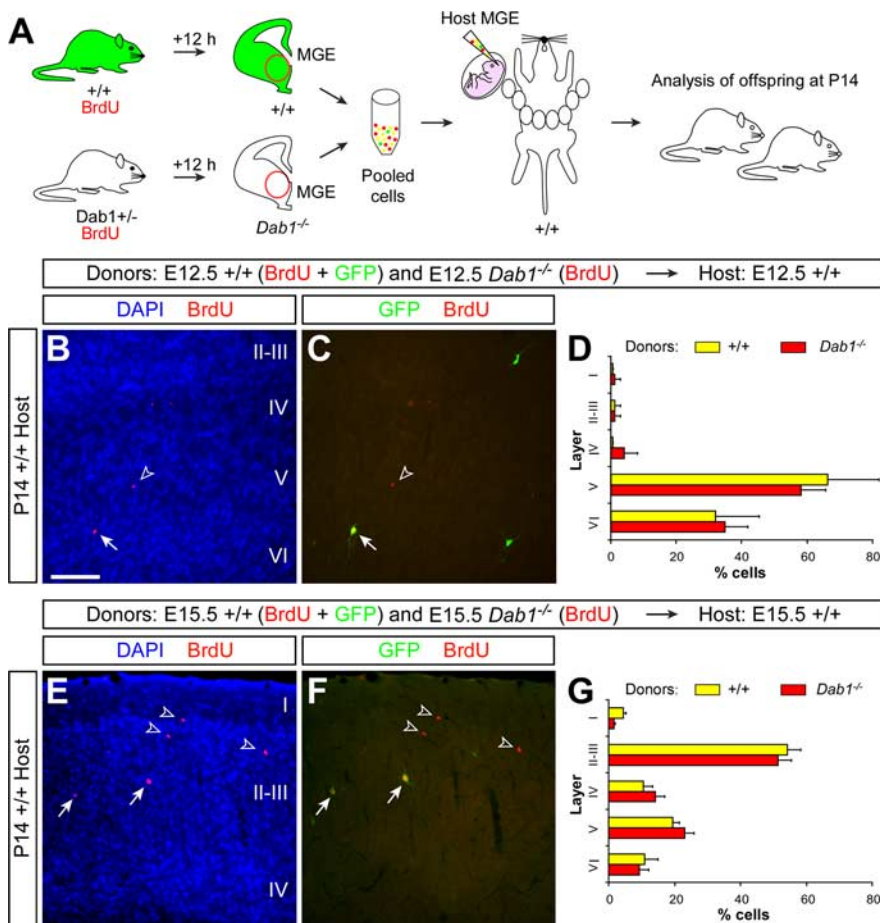 A
+12 h
MGE
+/+
BrdU
+/+
+12 h
MGE
Dab1+/-
BrdU
Dab1-/-
Pooled
cells
Host MGE
+/+
Analysis of offspring at P14
Donors: E12.5 +/+ (BrdU + GFP) and E12.5 Dab1-/- (BrdU) → Host: E12.5 +/+
DAPI BrdU
GFP BrdU
P14 +/+ Host
B
II-III
IV
V
VI
C
D
Donors: +/+ Dab1-/-
Layer
I
II-III
IV
V
VI
0 20 40 60 80
% cells
Donors: E15.5 +/+ (BrdU + GFP) and E15.5 Dab1-/- (BrdU) → Host: E15.5 +/+
DAPI BrdU
GFP BrdU
P14 +/+ Host
E
I
II-III
IV
F
G
Donors: +/+ Dab1-/-
Layer
I
II-III
IV
V
VI
0 20 40 60 80
% cells